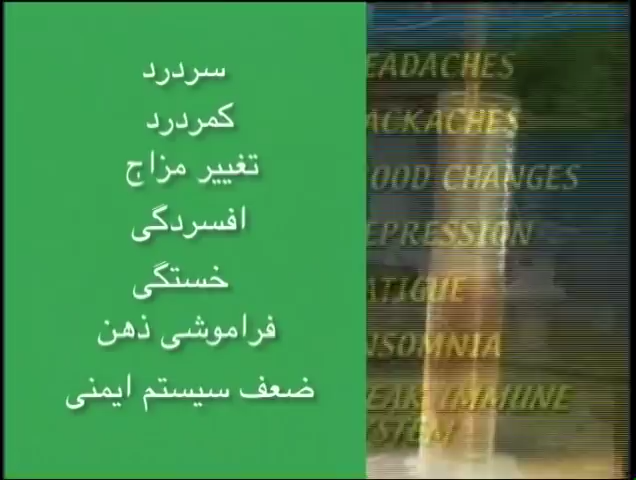 سردرد
کمردرد
تغییر مزاج
افسردگی
خستگی
فراموشی ذهن
ضعف سیستم ایمنی
EADACHES
ACKACHES
OOD CHANGES
EPRESSION
ATIGUE
NSOMNIA
EAK IMMUNE
YSTEM